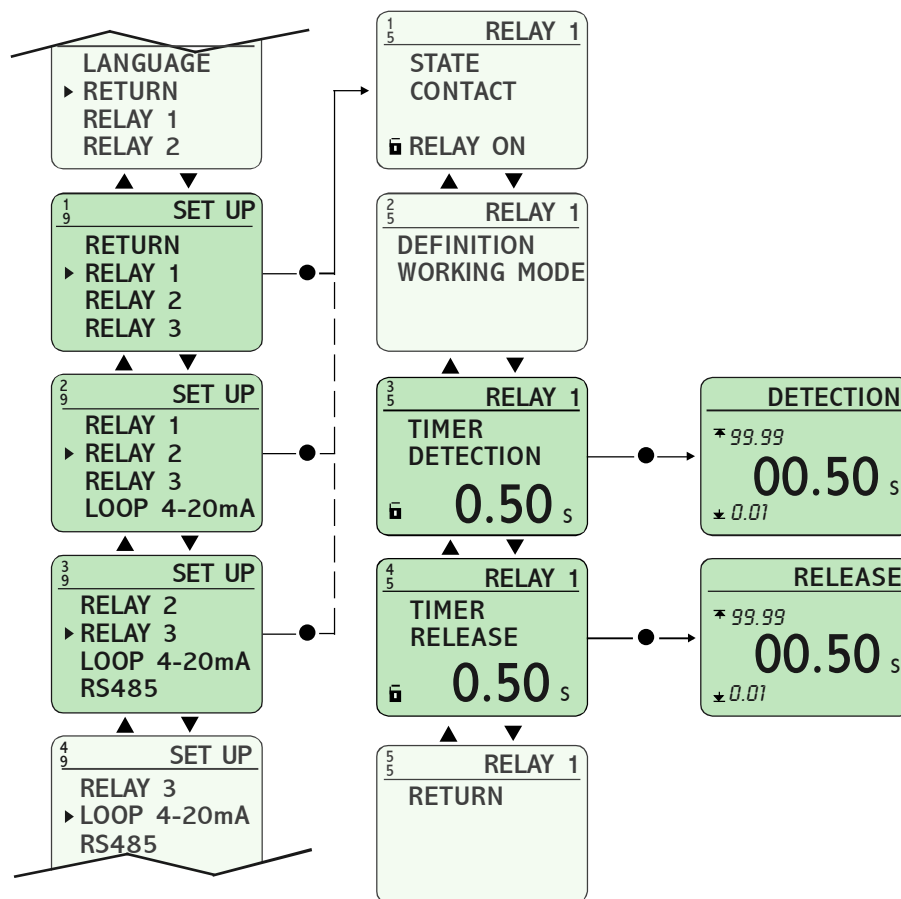 LANGUAGE
RETURN
RELAY 1
RELAY 2
1
9
SET UP
RETURN
RELAY 1
RELAY 2
RELAY 3
2
9
SET UP
RELAY 1
RELAY 2
RELAY 3
LOOP 4-20mA
3
9
SET UP
RELAY 2
RELAY 3
LOOP 4-20mA
RS485
4
9
SET UP
RELAY 3
LOOP 4-20mA
RS485
1
5
RELAY 1
STATE
CONTACT
RELAY ON
2
5
RELAY 1
DEFINITION
WORKING MODE
3
5
RELAY 1
TIMER
DETECTION
0.50 s
4
5
RELAY 1
TIMER
RELEASE
0.50 s
5
5
RELAY 1
RETURN
DETECTION
99.99
00.50 s
0.01
RELEASE
99.99
00.50 s
0.01